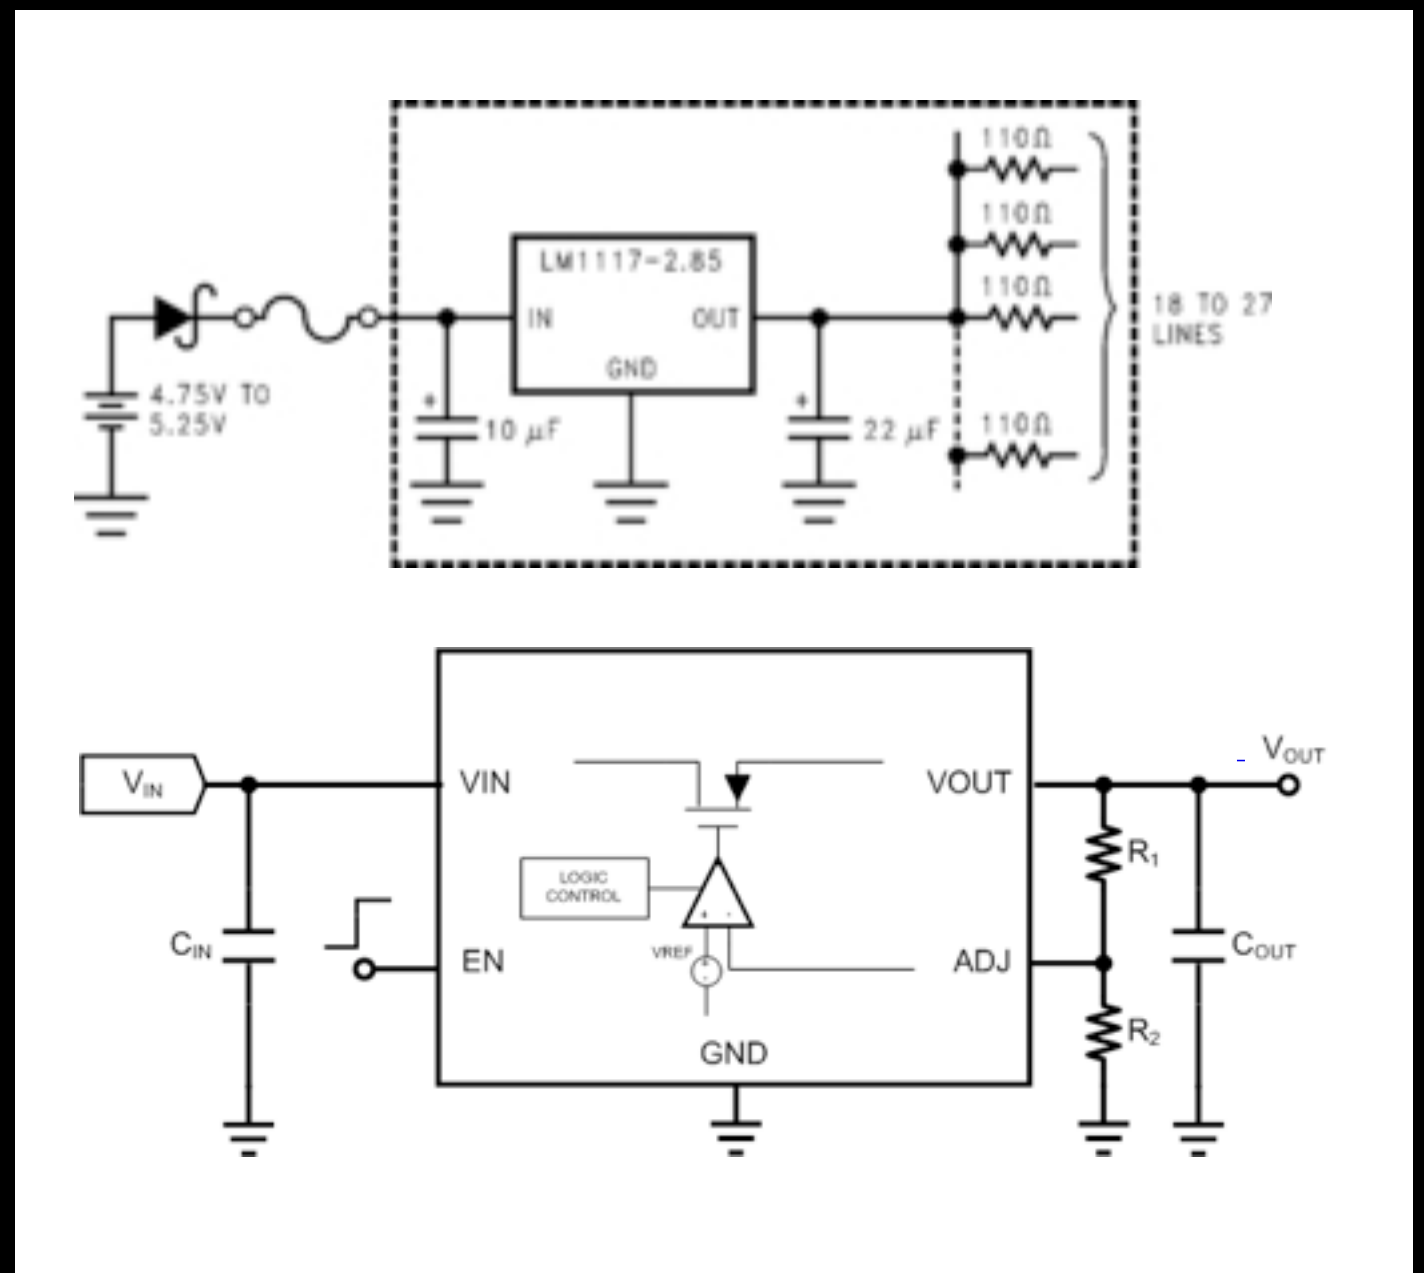 110Ω
110Ω
LM1117-2.85
110Ω
IN
OUT
18 TO 27
LINES
GND
4.75V TO
5.25V
+
10 µF
+
22 µF
110Ω
VOUT
VIN
VIN
VOUT
R1
LOGIC
CONTROL
+ -
CIN
VREF
+
-
EN
ADJ
COUT
R2
GND